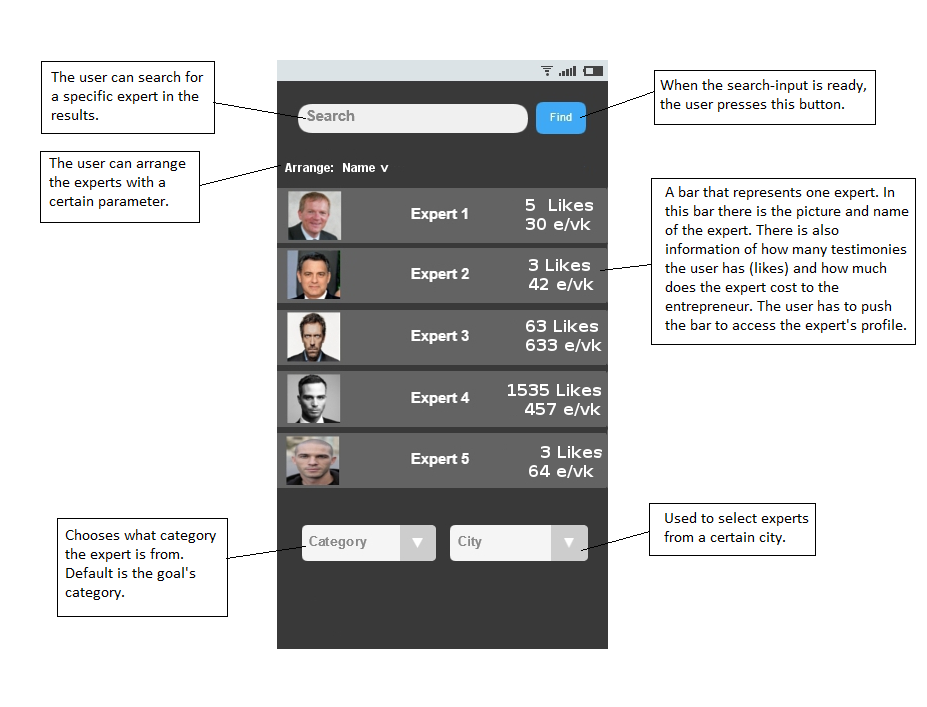 The user can search for
a specific expert in the
results.
The user can arrange
the experts with a
certain parameter.
Search
Find
When the search-input is ready,
the user presses this button.
Arrange: Name v
Expert 1
5 Likes
30 e/vk
Expert 2
3 Likes
42 e/vk
Expert 3
63 Likes
633 e/vk
Expert 4
1535 Likes
457 e/vk
Expert 5
3 Likes
64 e/vk
A bar that represents one expert. In
this bar there is the picture and name
of the expert. There is also
information of how many testimonies
the user has (likes) and how much
does the expert cost to the
entrepreneur. The user has to push
the bar to access the expert's profile.
Chooses what category
the expert is from.
Default is the goal's
category.
Category
City
Used to select experts
from a certain city.